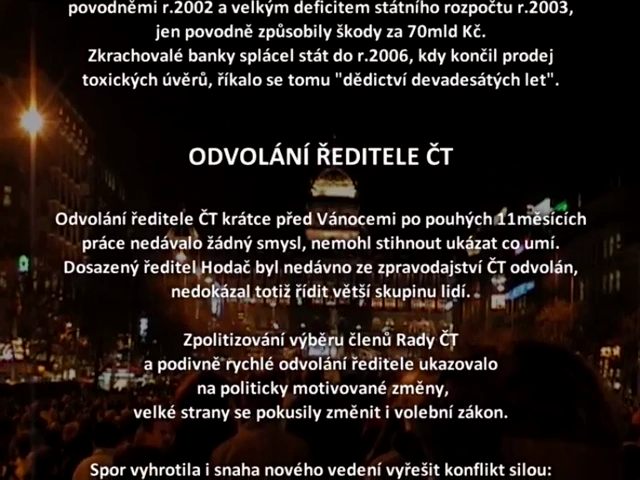 povodněmi r.2002 a velkým deficitem státního rozpočtu r.2003,
jen povodně způsobily škody za 70mld Kč.
Zkrachovalé banky splácel stát do r.2006, kdy končil prodej
toxických úvěrů, říkalo se tomu "dědictví devadesátých let".
ODVOLÁNÍ ŘEDITELE ČT
Odvolání ředitele ČT krátce před Vánocemi po pouhých 11měsících
práce nedávalo žádný smysl, nemohl stihnout ukázat co umí.
Dosazený ředitel Hodač byl nedávno ze zpravodajství ČT odvolán,
nedokázal totiž řídit větší skupinu lidí.
Zpolitizování výběru členů Rady ČT
a podivně rychlé odvolání ředitele ukazovalo
na politicky motivované změny,
velké strany se pokusily změnit i volební zákon.
Spor vyhrotila i snaha nového vedení vyřešit konflikt silou: